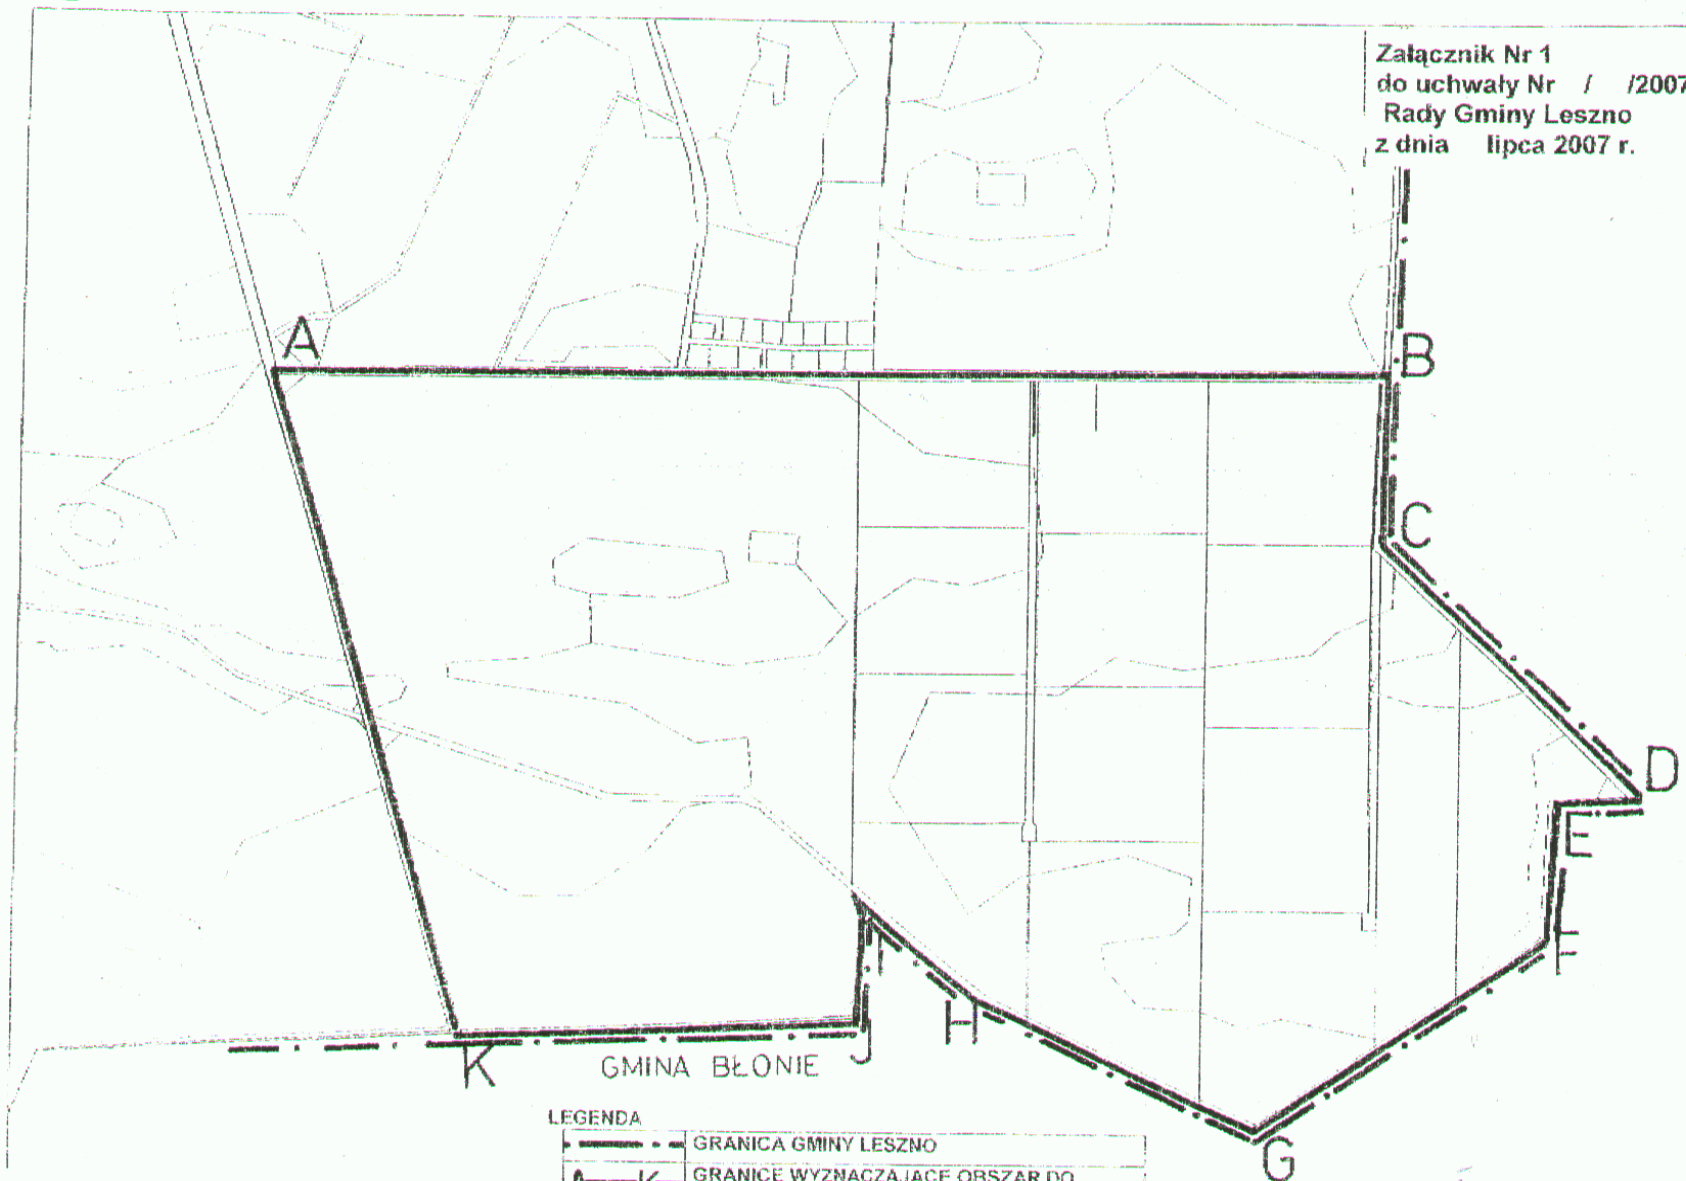 Załącznik Nr 1
do uchwały Nr / /2007
Rady Gminy Leszno
z dnia lipca 2007 r.
A
B
C
D
E
F
I
H
J
K
GMINA BŁONIE
G
LEGENDA
GRANICA GMINY LESZNO
A K GRANICE WYZNACZAJĄCE OBSZAR DO